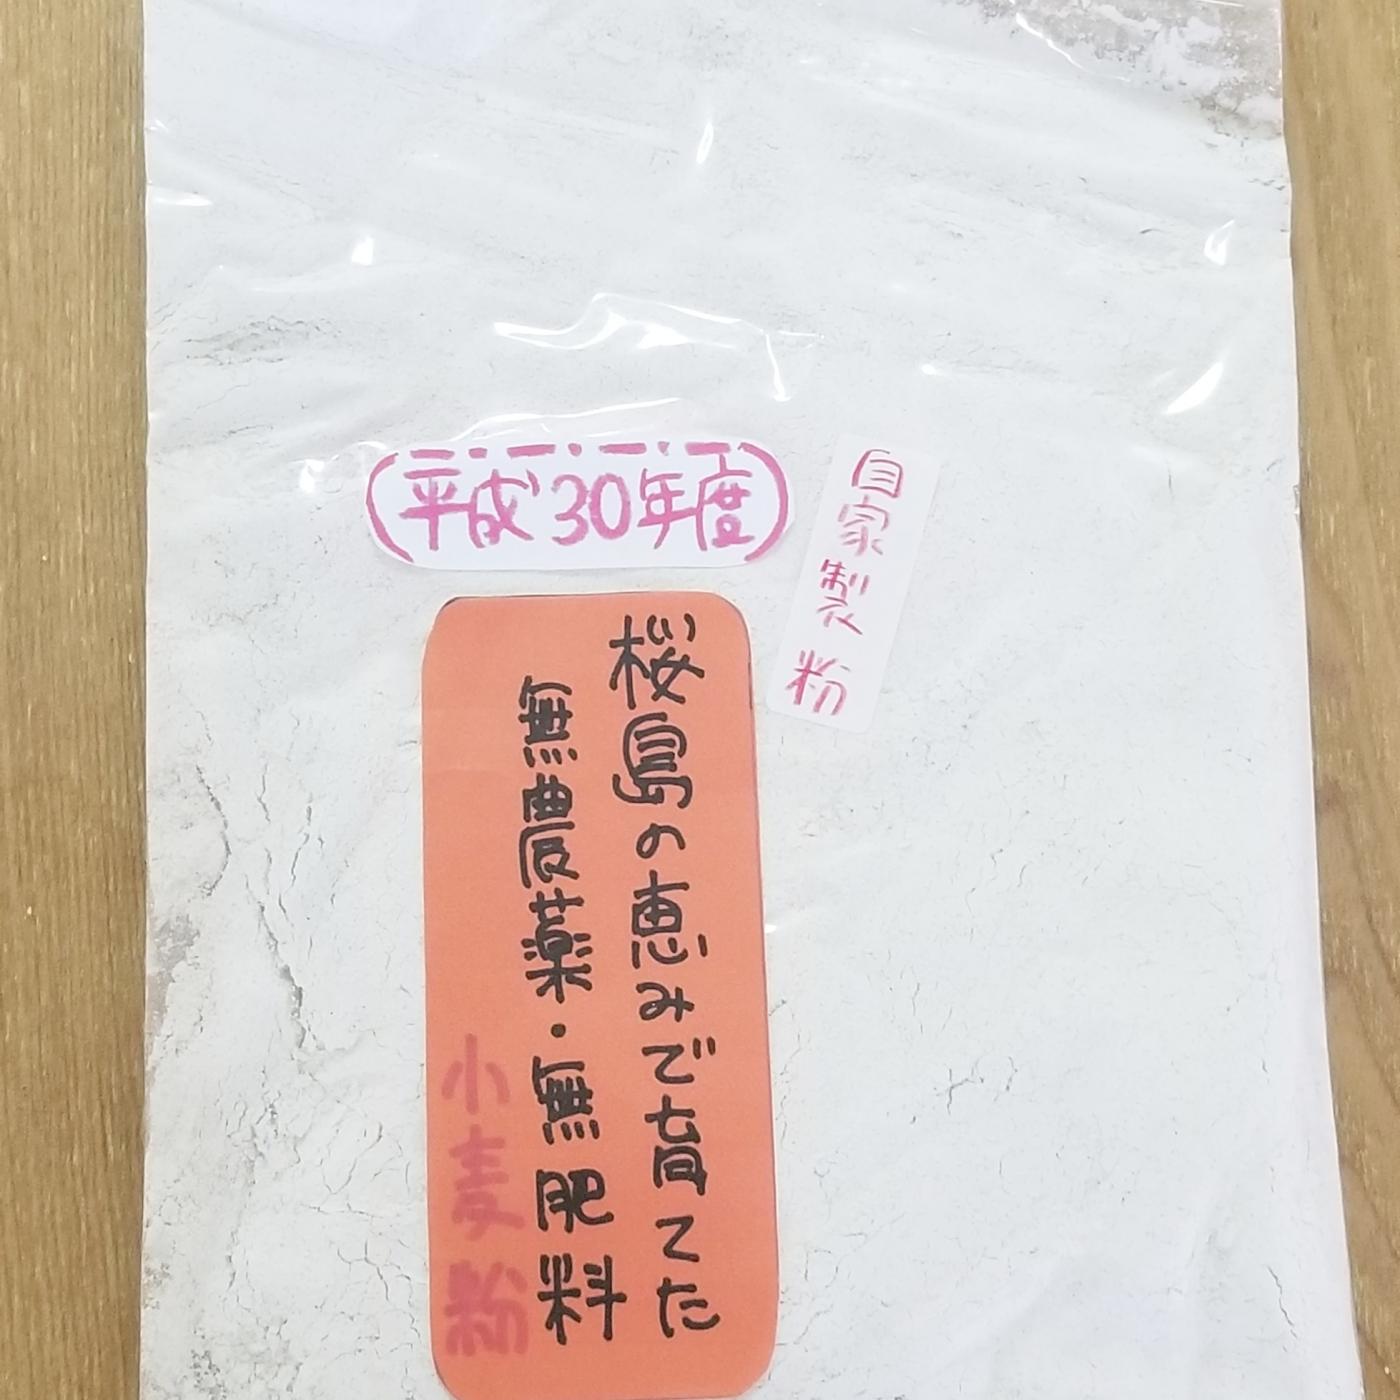 平成30年度
自家製粉
桜島の恵みで育てた
無農薬・無肥料
小麦粉